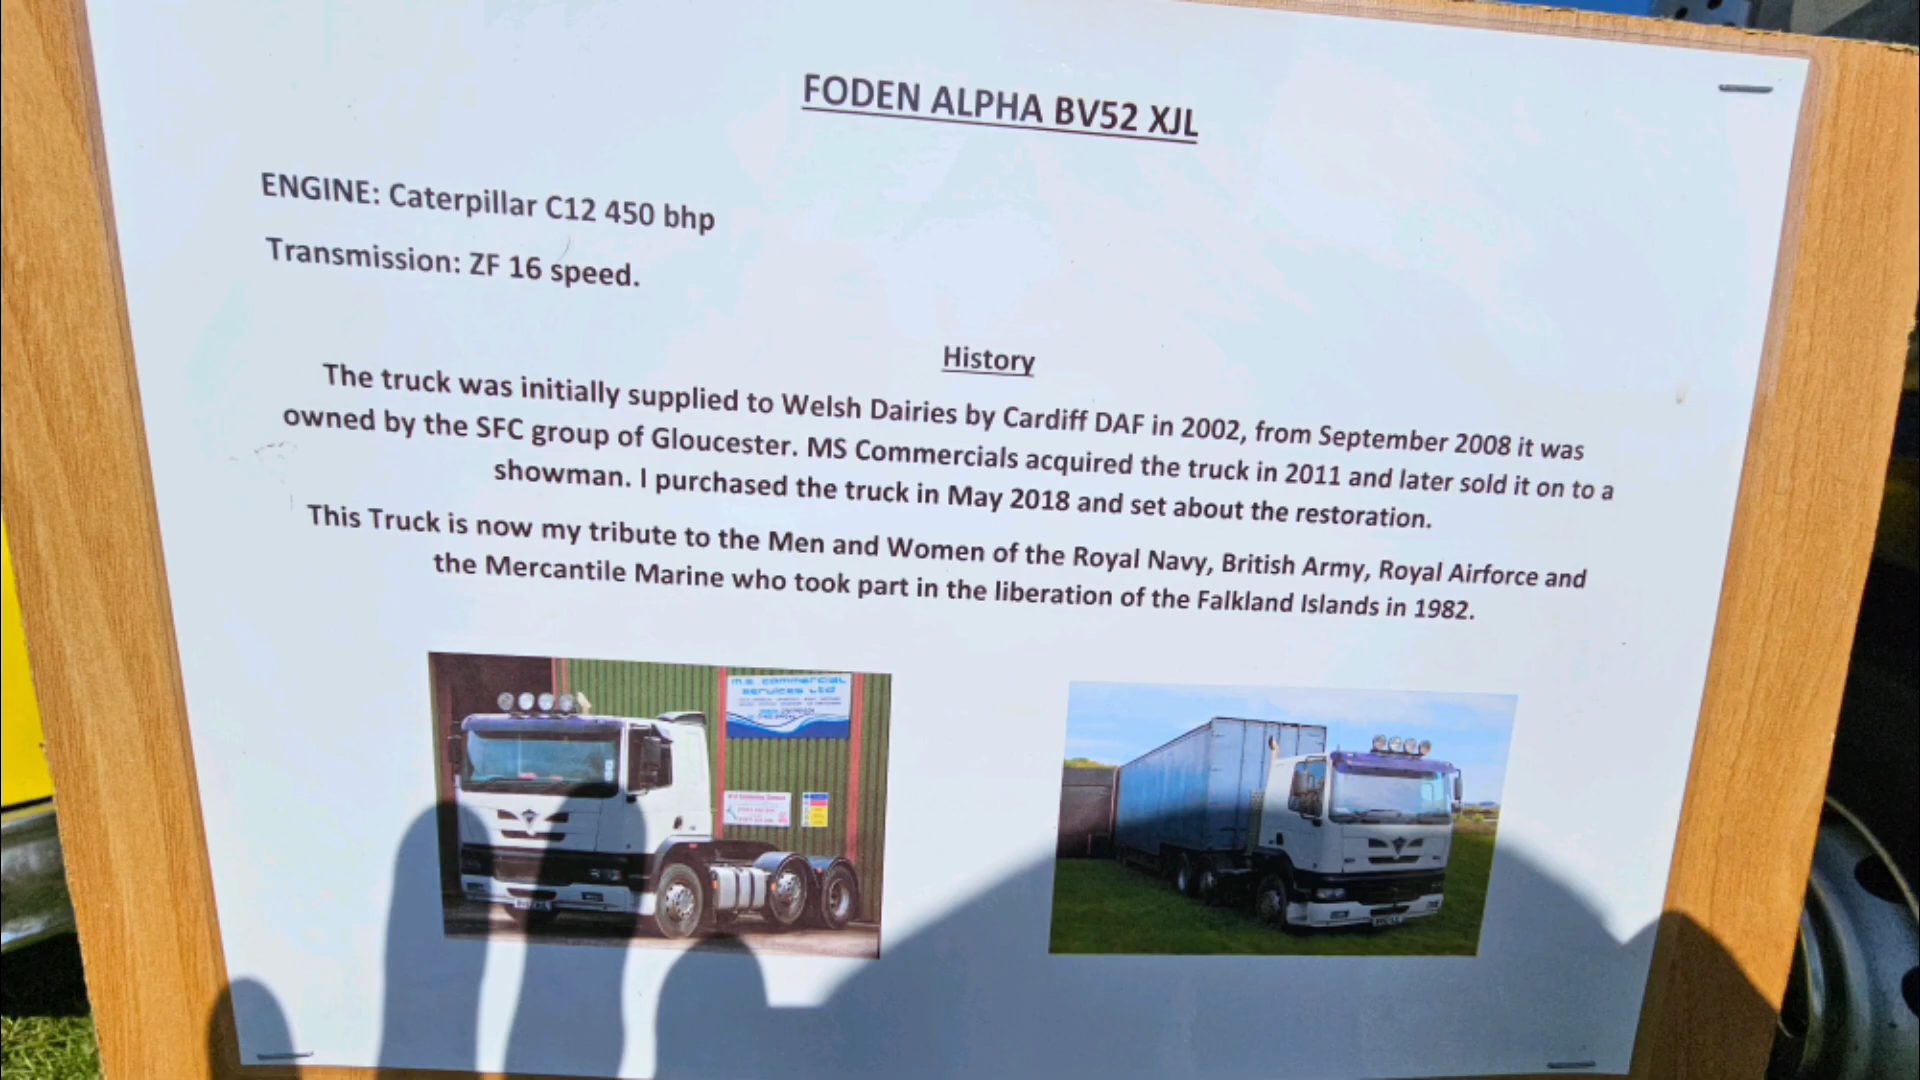 FODEN ALPHA BV52 XJL
ENGINE: Caterpillar C12 450 bhp
Transmission: ZF 16 speed.
History
The truck was initially supplied to Welsh Dairies by Cardiff DAF in 2002, from September 2008 it was
owned by the SFC group of Gloucester. MS Commercials acquired the truck in 2011 and later sold it on to a
showman. I purchased the truck in May 2018 and set about the restoration.
This Truck is now my tribute to the Men and Women of the Royal Navy, British Army, Royal Airforce and
the Mercantile Marine who took part in the liberation of the Falkland Islands in 1982.
M.S COMMERCIAL
SERVICES LTD